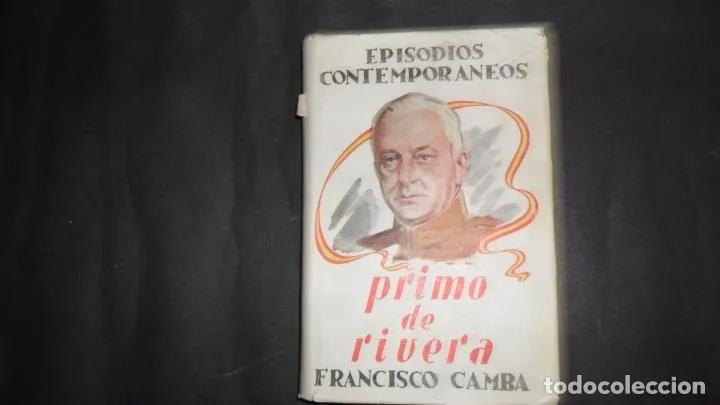 EPISODIOS
CONTEMPORANEOS
primo
de
rivera
FRANCISCO CAMBA
todocoleccion